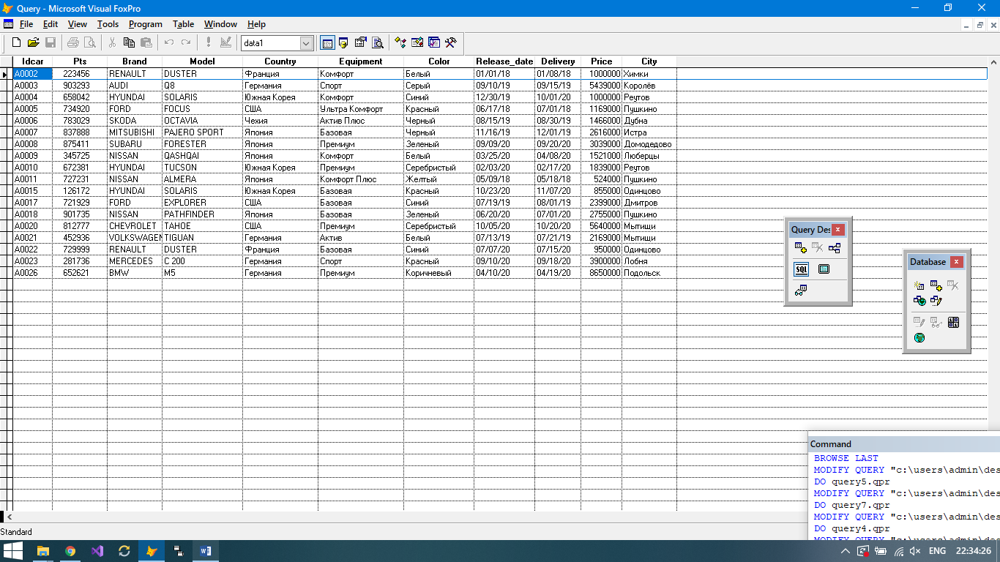 Query - Microsoft Visual FoxPro
File Edit View Tools Program Table Window Help
data1
Idcar Pts Brand Model Country Equipment Color Release_date Delivery Price City
A0002 223456 RENAULT DUSTER Франция Комфорт Белый 01/01/18 01/08/18 1000000 Химки
A0003 903293 AUDI Q8 Германия Спорт Серый 09/10/19 09/15/19 5439000 Королёв
A0004 658042 HYUNDAI SOLARIS Южная Корея Комфорт Синий 12/30/19 10/01/20 1000000 Реутов
A0005 734920 FORD FOCUS США Ультра Комфорт Красный 06/17/18 07/01/18 1169000 Пушкино
A0006 783029 SKODA OCTAVIA Чехия Актив Плюс Черный 08/15/19 08/30/19 1466000 Дубна
A0007 837888 MITSUBISHI PAJERO SPORT Япония Базовая Черный 11/16/19 12/01/19 2616000 Истра
A0008 875411 SUBARU FORESTER Япония Премиум Зеленый 09/09/20 09/20/20 3039000 Домодедово
A0009 345725 NISSAN QASHQAI Япония Комфорт Белый 03/25/20 04/08/20 1521000 Люберцы
A0010 672381 HYUNDAI TUCSON Южная Корея Премиум Серебристый 02/03/20 02/17/20 1839000 Реутов
A0011 727231 NISSAN ALMERA Япония Комфорт Плюс Желтый 05/09/18 05/18/18 524000 Пушкино
A0015 126172 HYUNDAI SOLARIS Южная Корея Базовая Красный 10/23/20 11/07/20 855000 Одинцово
A0017 721929 FORD EXPLORER США Базовая Синий 07/19/19 08/01/19 2399000 Дмитров
A0018 901735 NISSAN PATHFINDER Япония Базовая Зеленый 06/20/20 07/01/20 2755000 Пушкино
A0020 812777 CHEVROLET TAHOE США Премиум Серебристый 10/05/20 10/20/20 5640000 Мытищи
A0021 452936 VOLKSWAGEN TIGUAN Германия Актив Белый 07/13/19 07/21/19 2169000 Мытищи
A0022 729999 RENAULT DUSTER Франция Базовая Синий 07/07/20 07/15/20 950000 Одинцово
A0023 281736 MERCEDES C 200 Германия Спорт Красный 09/10/20 09/18/20 3900000 Лобня
A0026 652621 BMW M5 Германия Премиум Коричневый 04/10/20 04/19/20 8650000 Подольск
Query Des
SQL
Database
Command
BROWSE LAST
MODIFY QUERY "c:\users\admin\des
DO query5.qpr
MODIFY QUERY "c:\users\admin\des
DO query7.qpr
MODIFY QUERY "c:\users\admin\des
DO query4.qpr
MODIFY QUERY "c:\users\admin\des
Standard
ENG 22:34:26